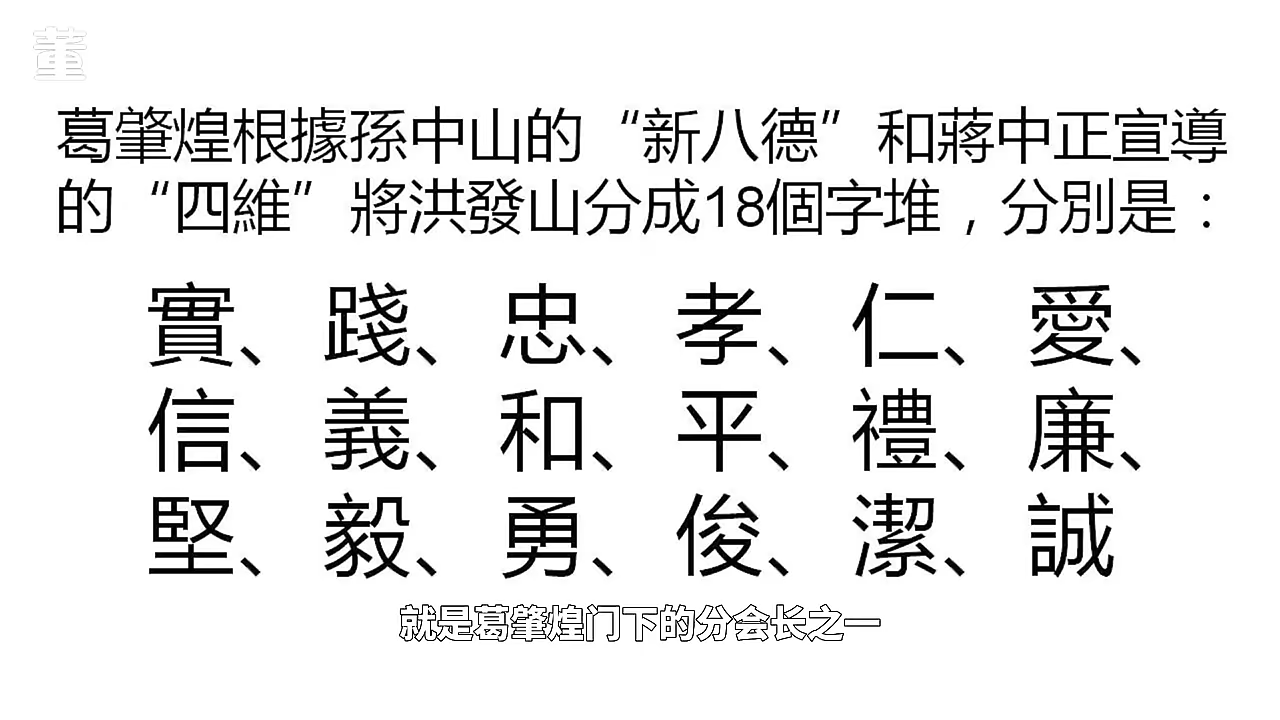 董
葛肇煌根據孫中山的“新八德”和蔣中正宣導
的“四維”將洪發山分成18個字堆，分別是：
實、踐、忠、孝、仁、愛、
信、義、和、平、禮、廉、
堅、毅、勇、俊、潔、誠
就是葛肇煌门下的分会长之一